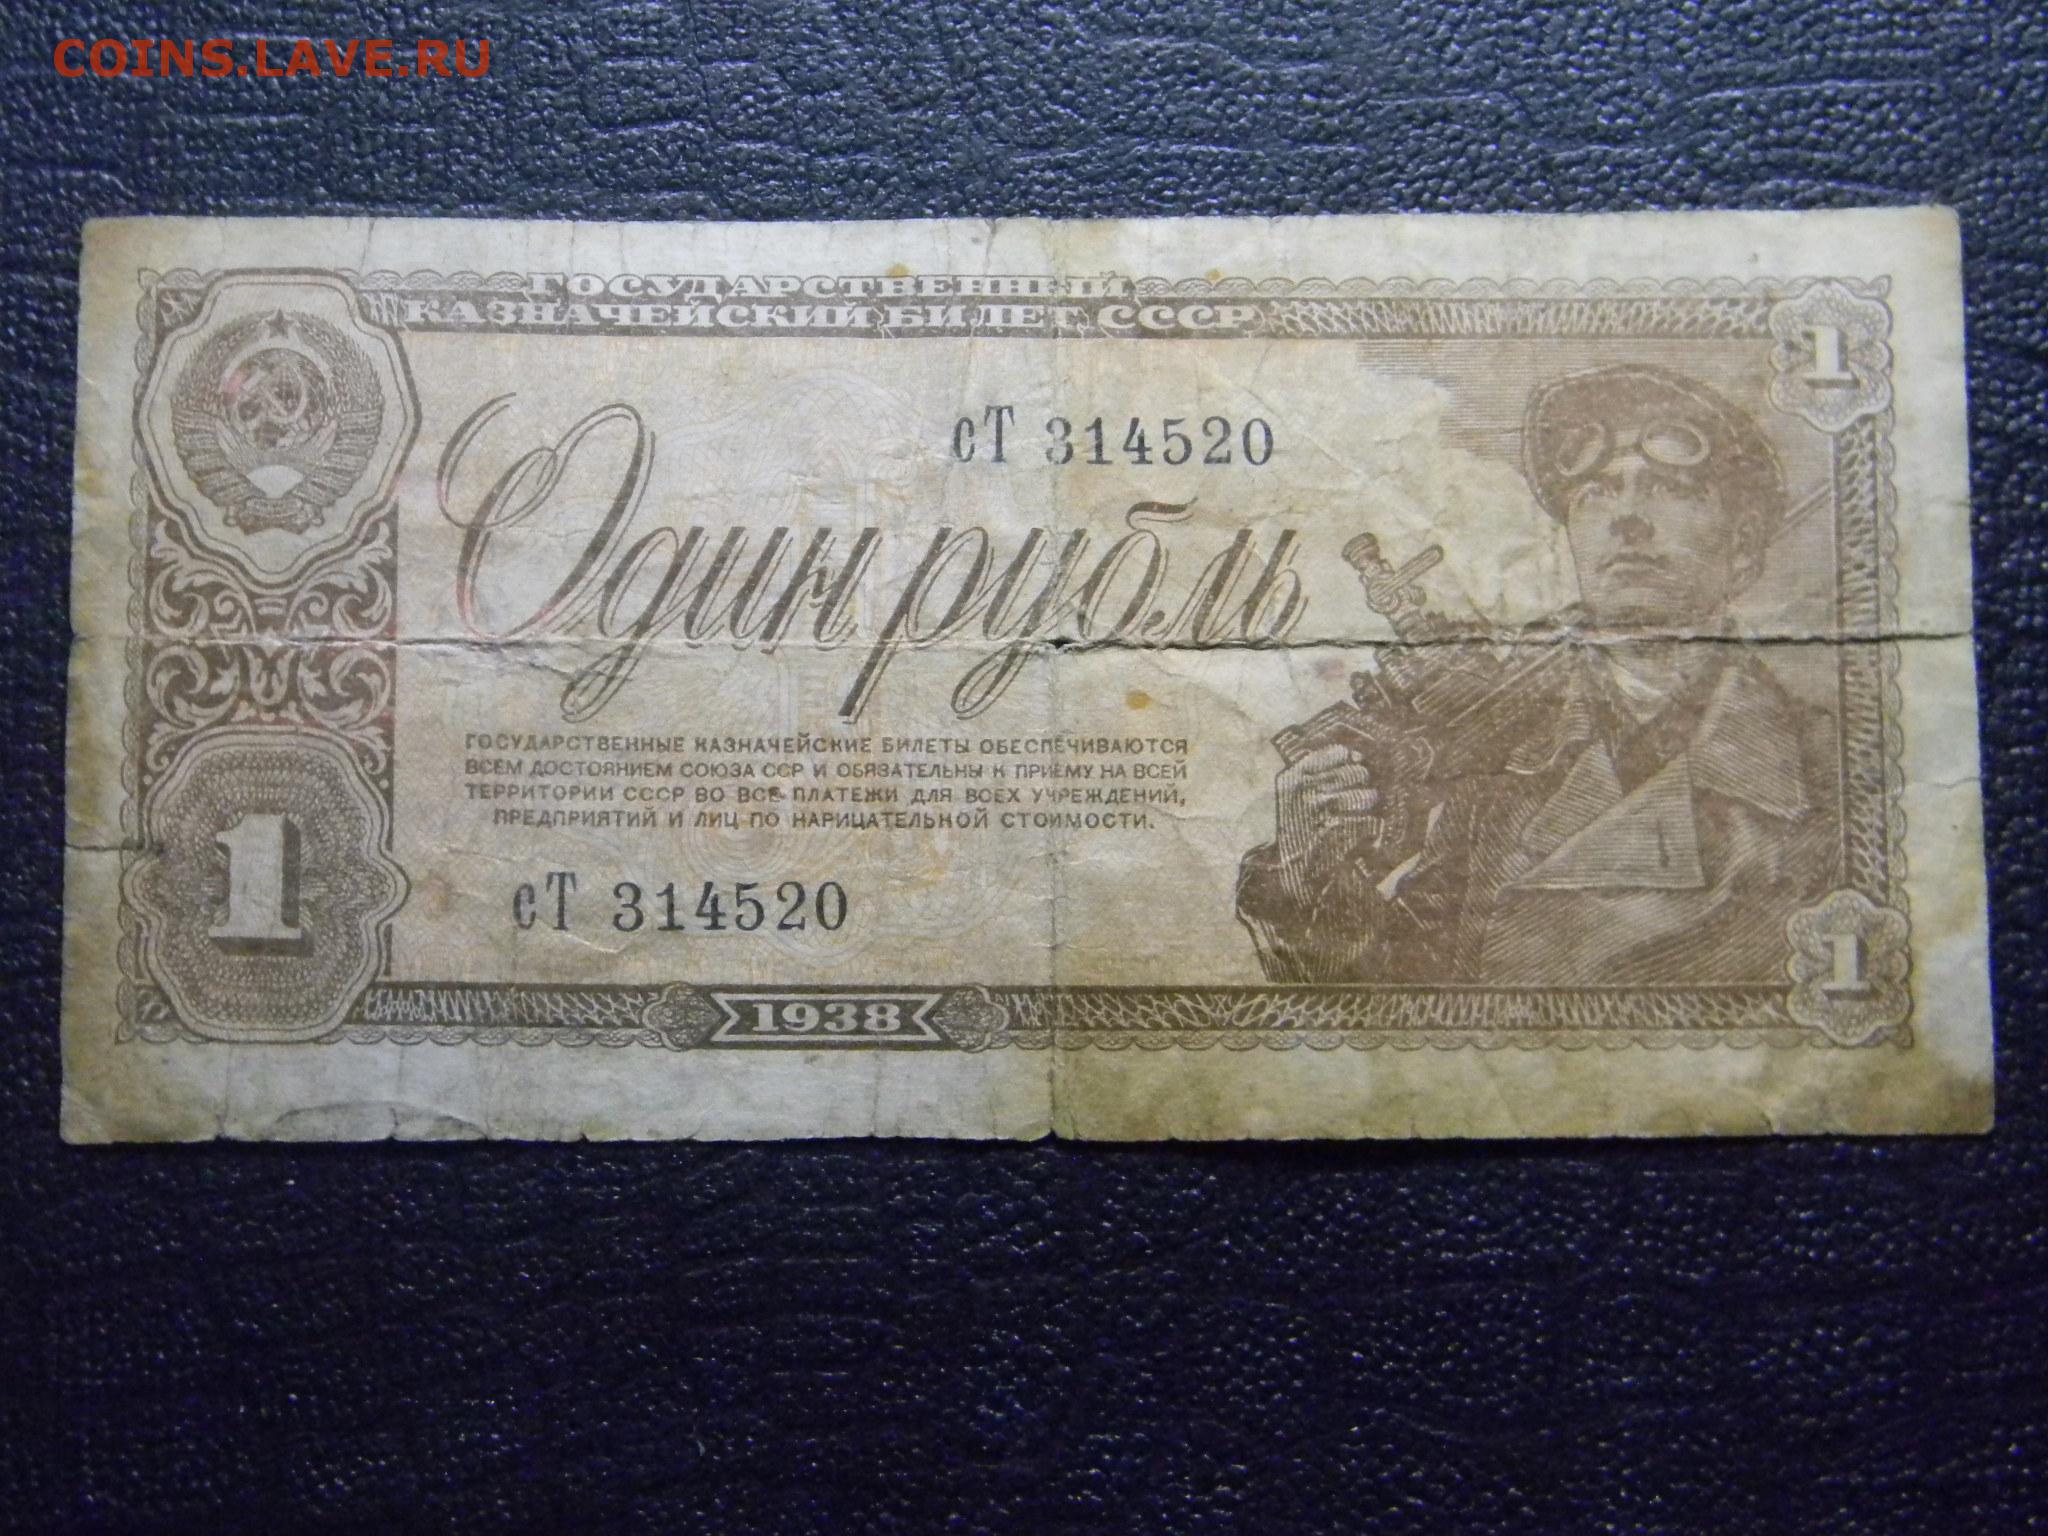 COINS.LAVE.RU
ГОСУДАРСТВЕННЫЙ
КАЗНАЧЕЙСКИЙ БИЛЕТ СССР
1
сТ 314520
Один рубль
ГОСУДАРСТВЕННЫЕ КАЗНАЧЕЙСКИЕ БИЛЕТЫ ОБЕСПЕЧИВАЮТСЯ
ВСЕМ ДОСТОЯНИЕМ СОЮЗА ССР И ОБЯЗАТЕЛЬНЫ К ПРИЕМУ НА ВСЕЙ
ТЕРРИТОРИИ СССР ВО ВСЕ ПЛАТЕЖИ ДЛЯ ВСЕХ УЧРЕЖДЕНИЙ,
ПРЕДПРИЯТИЙ И ЛИЦ ПО НАРИЦАТЕЛЬНОЙ СТОИМОСТИ.
1
сТ 314520
1
1938